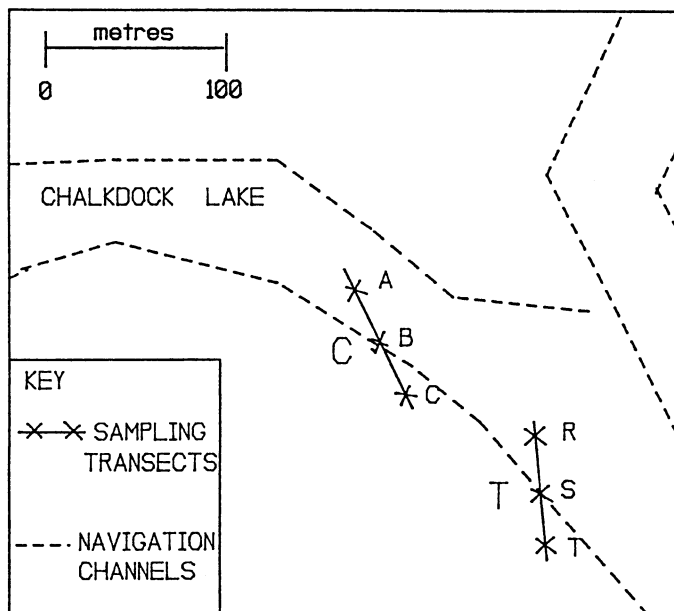 metres
0 100
CHALKDOCK LAKE
A
B
C
C
R
S
T
T
KEY
SAMPLING
TRANSECTS
NAVIGATION
CHANNELS